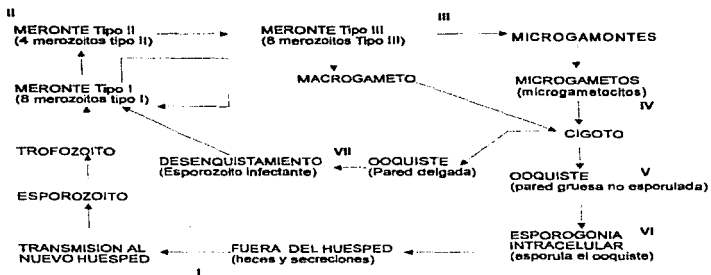 II
III
MERONTE Tipo II
(4 merozoitos tipo II)
MERONTE Tipo III
(8 merozoitos Tipo III)
MICROGAMONTES
MACROGAMETO
MICROGAMETOS
(microgametocitos)
IV
MERONTE Tipo I
(8 merozoitos tipo I)
CIGOTO
TROFOZOITO
VII
DESENQUISTAMIENTO
(Esporozoito infectante)
OOQUISTE
(Pared delgada)
OOQUISTE
V
(pared gruesa no esporulada)
ESPOROZOITO
ESPOROGONIA
VI
INTRACELULAR
(esporula el ooquiste)
TRANSMISION AL
NUEVO HUESPED
FUERA DEL HUESPED
(heces y secreciones)
I